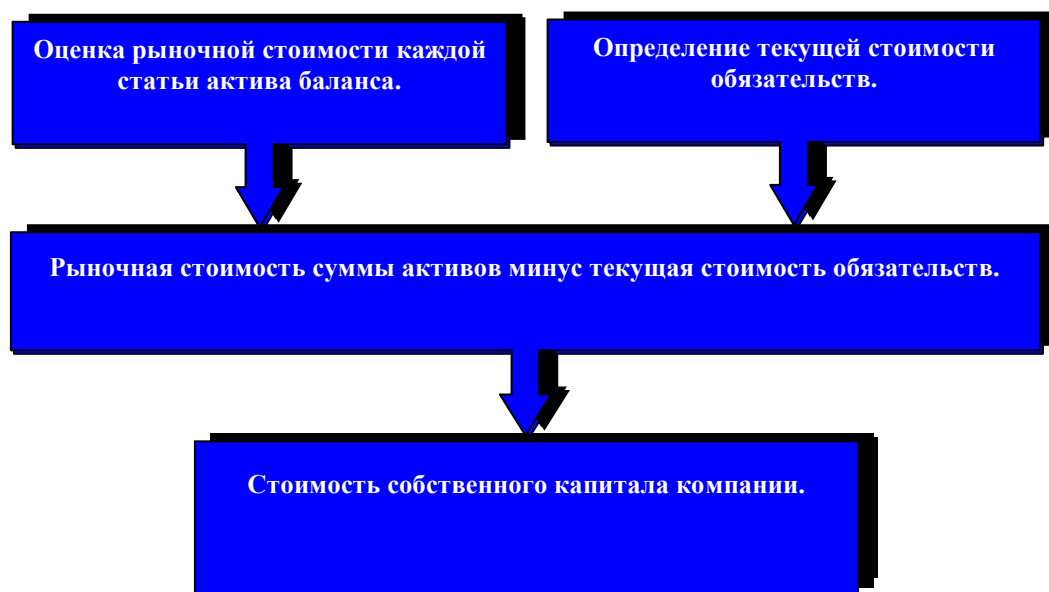 Оценка рыночной стоимости каждой
статьи актива баланса.
Определение текущей стоимости
обязательств.
Рыночная стоимость суммы активов минус текущая стоимость обязательств.
Стоимость собственного капитала компании.